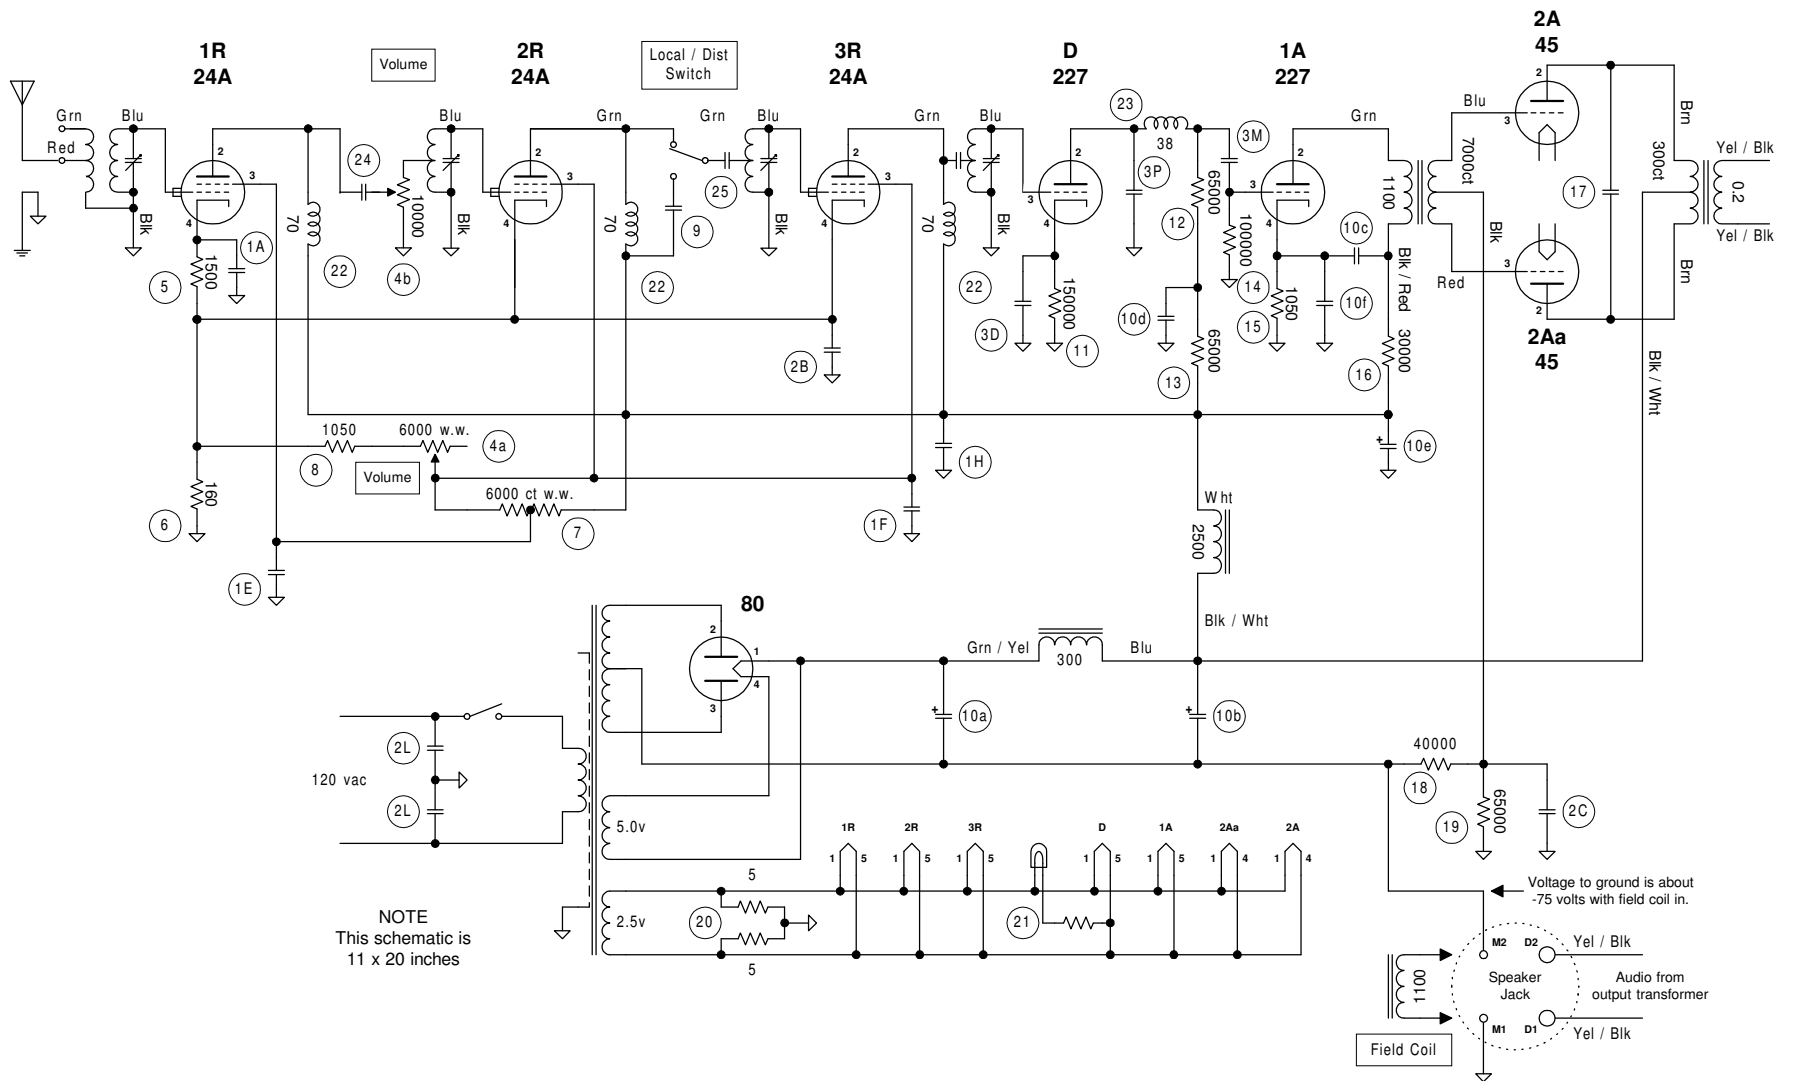 1R
24A
Volume
2R
24A
Local / Dist
Switch
3R
24A
D
227
1A
227
2A
45
Grn
Red
Blu
Blk
2
3
4
1A
1500
5
70
22
24
10000
4b
Blu
Blk
2
3
4
Grn
70
22
9
Grn
25
Blu
Blk
2
3
4
2B
Grn
70
22
Blu
Blk
2
3
4
3D
150000
11
23
38
3P
12
65000
10d
65000
13
3M
100000
14
2
3
4
1050
15
10c
10f
Grn
1100
Blk / Red
30000
16
7000ct
Blu
Blk
Red
2
3
3
2
2Aa
45
17
Brn
Brn
300ct
0.2
Yel / Blk
Yel / Blk
Blk / Wht
1050
8
6000 w.w.
4a
Volume
6000 ct w.w.
7
160
6
1E
1F
1H
10e
Wht
2500
Blk / Wht
80
2
1
4
3
Grn / Yel
300
Blu
10a
10b
2L
2L
120 vac
5.0v
2.5v
40000
18
65000
19
2C
1R
2R
3R
D
1A
2Aa
2A
1 5
1 5
1 5
1 5
1 5
1 4
1 4
5
20
5
21
NOTE
This schematic is
11 x 20 inches
Voltage to ground is about
-75 volts with field coil in.
M2 D2
Yel / Blk
Speaker
Jack
Audio from
output transformer
M1 D1
Yel / Blk
1100
Field Coil